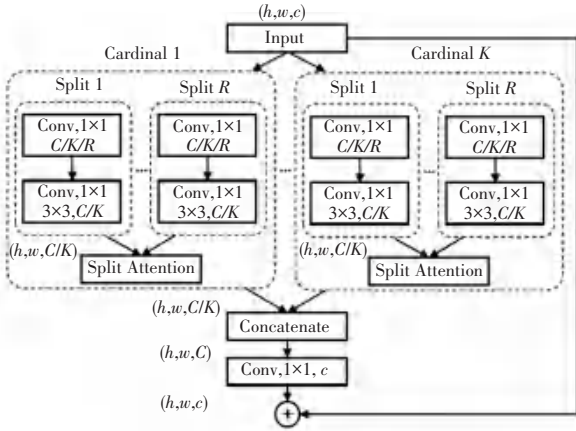 (h,w,c)
Input
Cardinal 1
Cardinal K
Split 1
Split R
Split 1
Split R
Conv,1×1
C/K/R
Conv,1×1
C/K/R
Conv,1×1
C/K/R
Conv,1×1
C/K/R
...
...
...
Conv,1×1
3×3,C/K
Conv,1×1
3×3,C/K
Conv,1×1
3×3,C/K
Conv,1×1
3×3,C/K
(h,w,C/K)
(h,w,C/K)
Split Attention
Split Attention
(h,w,C/K)
Concatenate
(h,w,C)
Conv,1×1, c
(h,w,c)
+